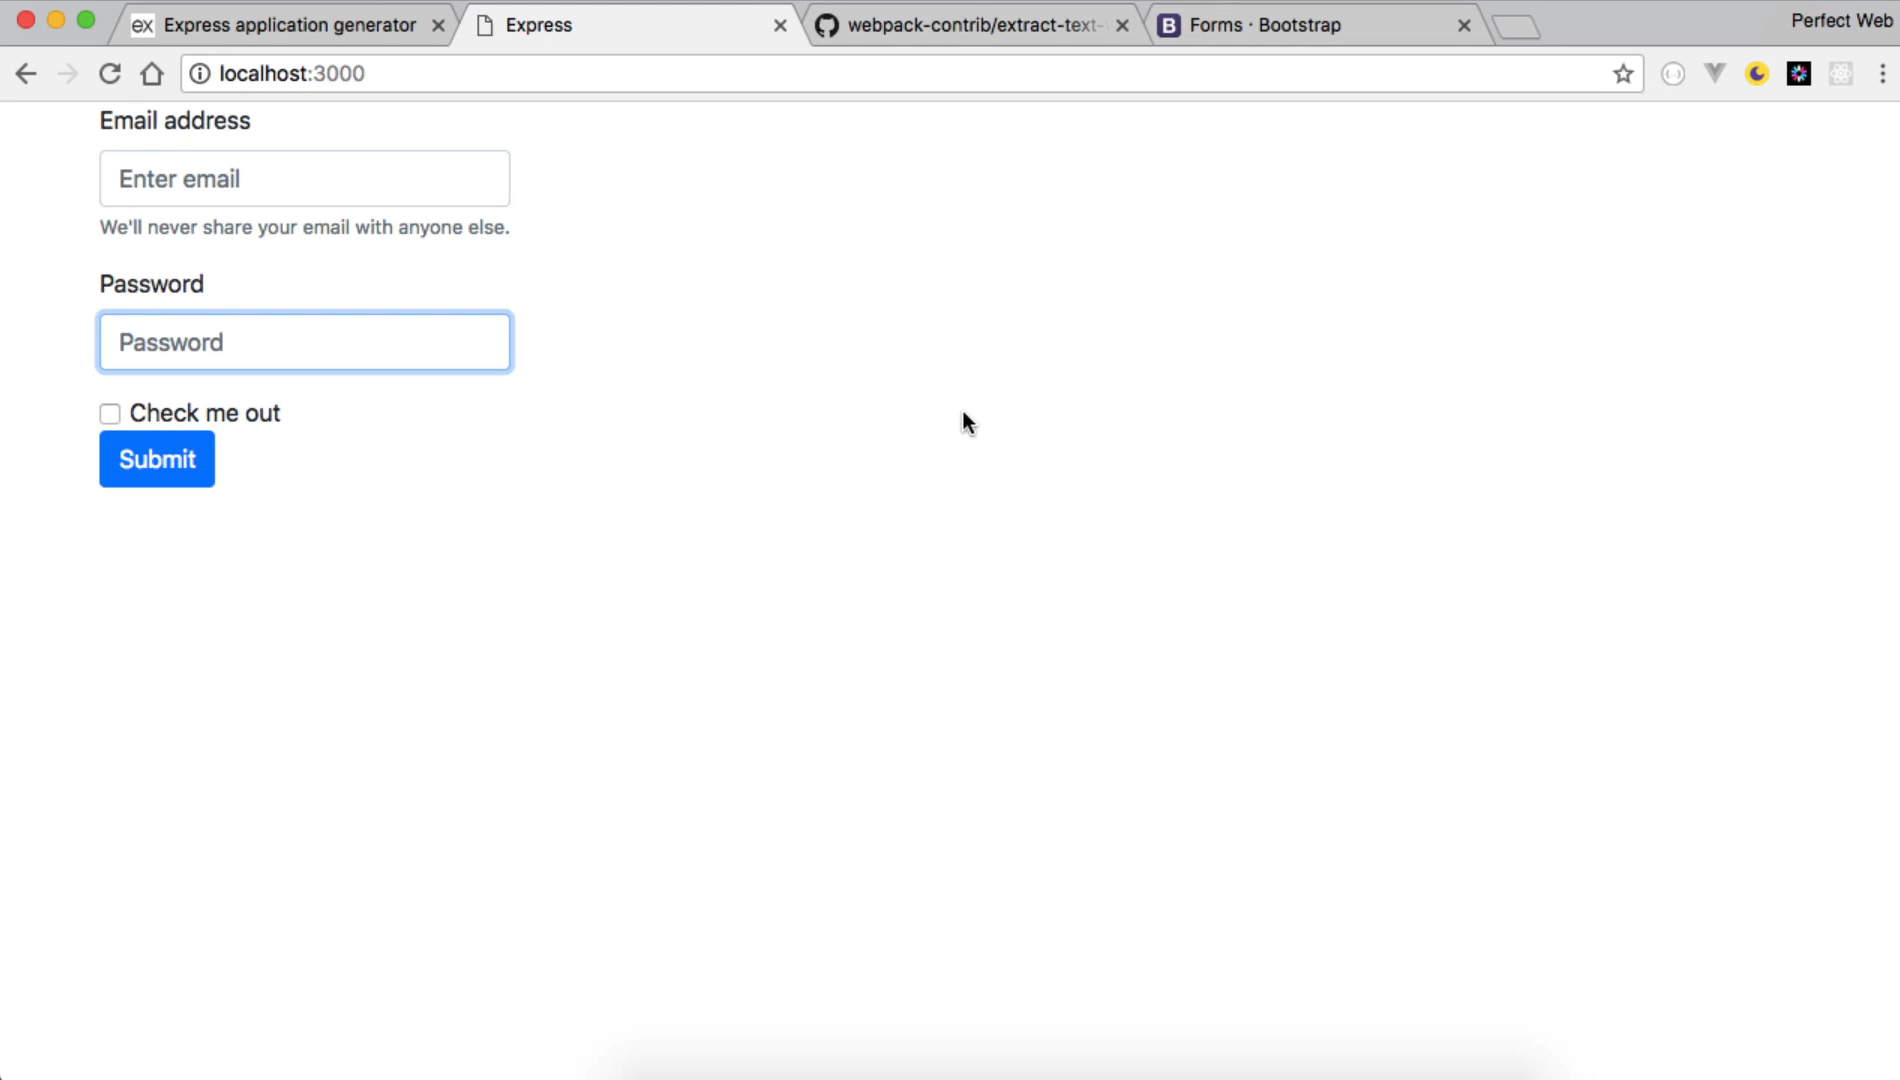 ex Express application generator
Express
webpack-contrib/extract-text-
B Forms · Bootstrap
Perfect Web
localhost:3000
Email address
Enter email
We'll never share your email with anyone else.
Password
Password
Check me out
Submit